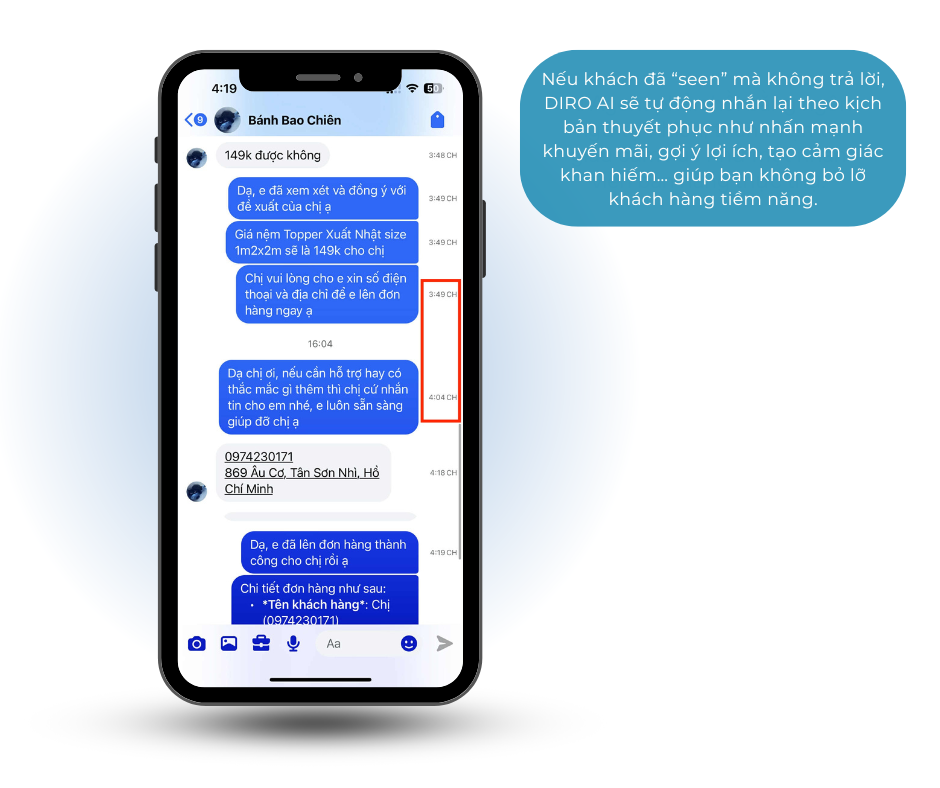 4:19
50
9
Bánh Bao Chiên
149k được không
3:48 CH
Dạ, e đã xem xét và đồng ý với
đề xuất của chị ạ
3:49 CH
Giá nệm Topper Xuất Nhật size
1m2x2m sẽ là 149k cho chị
3:49 CH
Chị vui lòng cho e xin số điện
thoại và địa chỉ để e lên đơn
hàng ngay ạ
3:49 CH
16:04
Dạ chị ơi, nếu cần hỗ trợ hay có
thắc mắc gì thêm thì chị cứ nhắn
tin cho em nhé, e luôn sẵn sàng
giúp đỡ chị ạ
4:04 CH
0974230171
869 Âu Cơ, Tân Sơn Nhì, Hồ
Chí Minh
4:18 CH
Dạ, e đã lên đơn hàng thành
công cho chị rồi ạ
4:19 CH
Chi tiết đơn hàng như sau:
• *Tên khách hàng*: Chị
(0974230171)
Aa
Nếu khách đã “seen” mà không trả lời,
DIRO AI sẽ tự động nhắn lại theo kịch
bản thuyết phục như nhấn mạnh
khuyến mãi, gợi ý lợi ích, tạo cảm giác
khan hiếm... giúp bạn không bỏ lỡ
khách hàng tiềm năng.